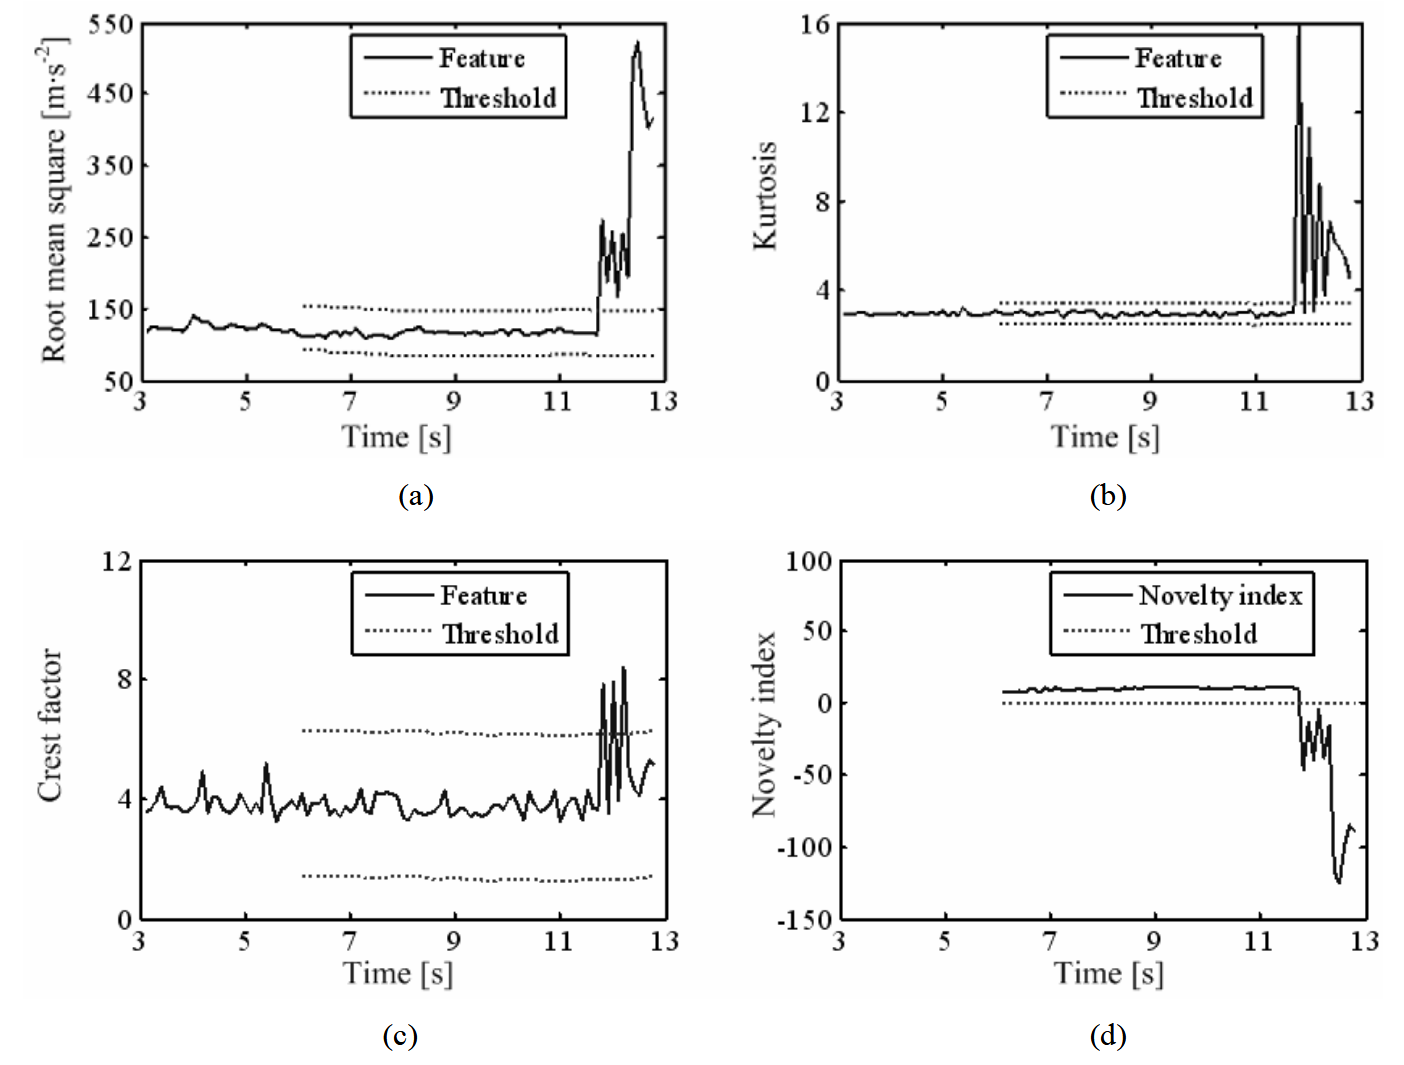 Root mean square [m·s⁻²]
550
450
350
250
150
50
Feature
Threshold
3 5 7 9 11 13
Time [s]
(a)
Kurtosis
16
12
8
4
0
Feature
Threshold
3 5 7 9 11 13
Time [s]
(b)
Crest factor
12
8
4
0
Feature
Threshold
3 5 7 9 11 13
Time [s]
(c)
Novelty index
100
50
0
-50
-100
-150
Novelty index
Threshold
3 5 7 9 11 13
Time [s]
(d)